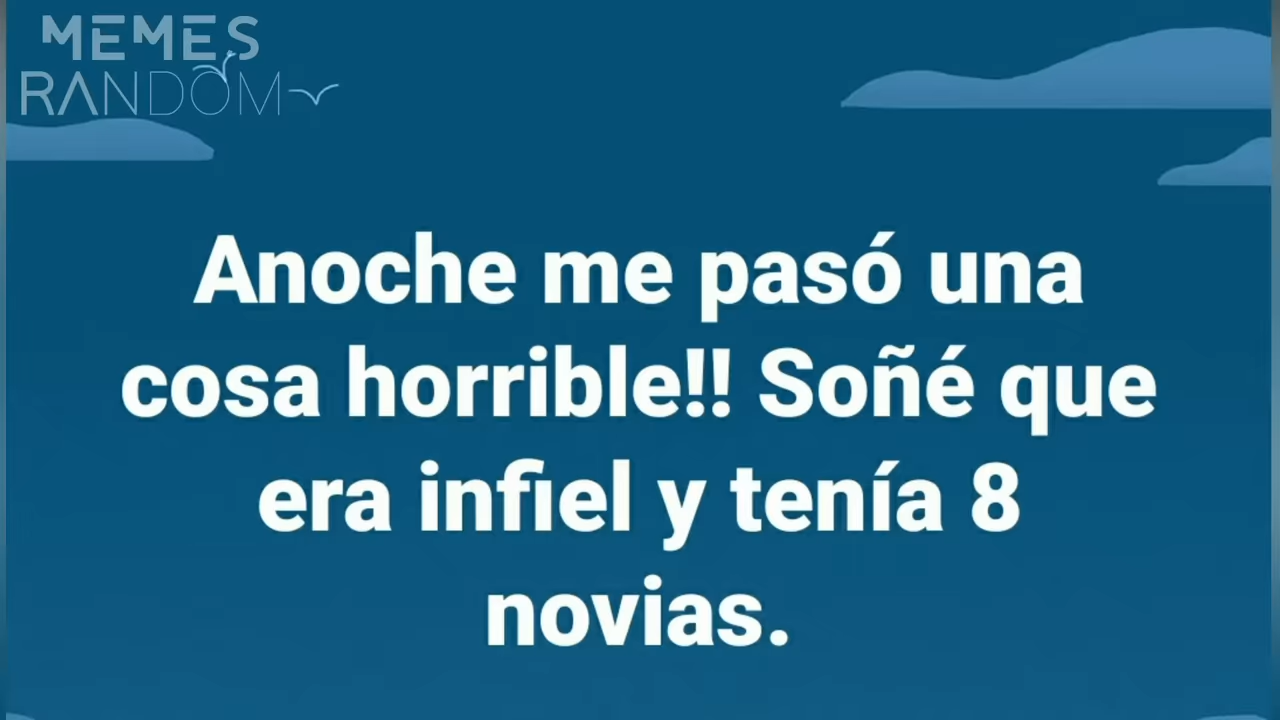 MEMES
RANDOM
Anoche me pasó una
cosa horrible!! Soñé que
era infiel y tenía 8
novias.